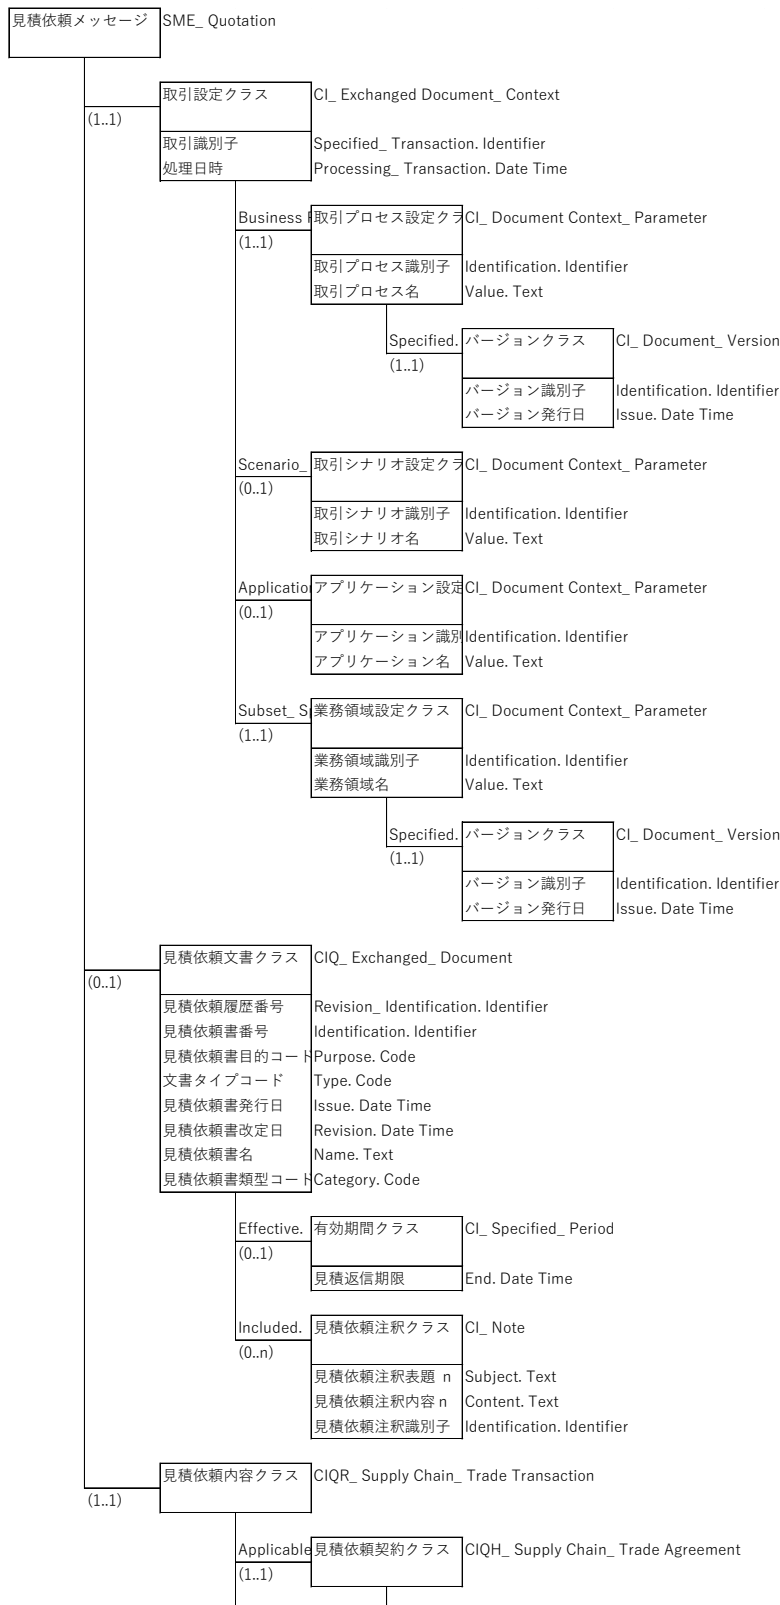 見積依頼メッセージ SME_ Quotation
取引設定クラス CI_ Exchanged Document_ Context
(1..1)
取引識別子 Specified_ Transaction. Identifier
処理日時 Processing_ Transaction. Date Time
Business 取引プロセス設定クラ CI_ Document Context_ Parameter
(1..1)
取引プロセス識別子 Identification. Identifier
取引プロセス名 Value. Text
Specified. バージョンクラス CI_ Document_ Version
(1..1)
バージョン識別子 Identification. Identifier
バージョン発行日 Issue. Date Time
Scenario_ 取引シナリオ設定クラ CI_ Document Context_ Parameter
(0..1)
取引シナリオ識別子 Identification. Identifier
取引シナリオ名 Value. Text
Application アプリケーション設定 CI_ Document Context_ Parameter
(0..1)
アプリケーション識別 Identification. Identifier
アプリケーション名 Value. Text
Subset_ Sp 業務領域設定クラス CI_ Document Context_ Parameter
(1..1)
業務領域識別子 Identification. Identifier
業務領域名 Value. Text
Specified. バージョンクラス CI_ Document_ Version
(1..1)
バージョン識別子 Identification. Identifier
バージョン発行日 Issue. Date Time
見積依頼文書クラス CIQ_ Exchanged_ Document
(0..1)
見積依頼履歴番号 Revision_ Identification. Identifier
見積依頼書番号 Identification. Identifier
見積依頼書目的コード Purpose. Code
文書タイプコード Type. Code
見積依頼書発行日 Issue. Date Time
見積依頼書改定日 Revision. Date Time
見積依頼書名 Name. Text
見積依頼書類型コード Category. Code
Effective. 有効期間クラス CI_ Specified_ Period
(0..1)
見積返信期限 End. Date Time
Included. 見積依頼注釈クラス CI_ Note
(0..n)
見積依頼注釈表題 n Subject. Text
見積依頼注釈内容 n Content. Text
見積依頼注釈識別子 Identification. Identifier
見積依頼内容クラス CIQR_ Supply Chain_ Trade Transaction
(1..1)
Applicable 見積依頼契約クラス CIQH_ Supply Chain_ Trade Agreement
(1..1)